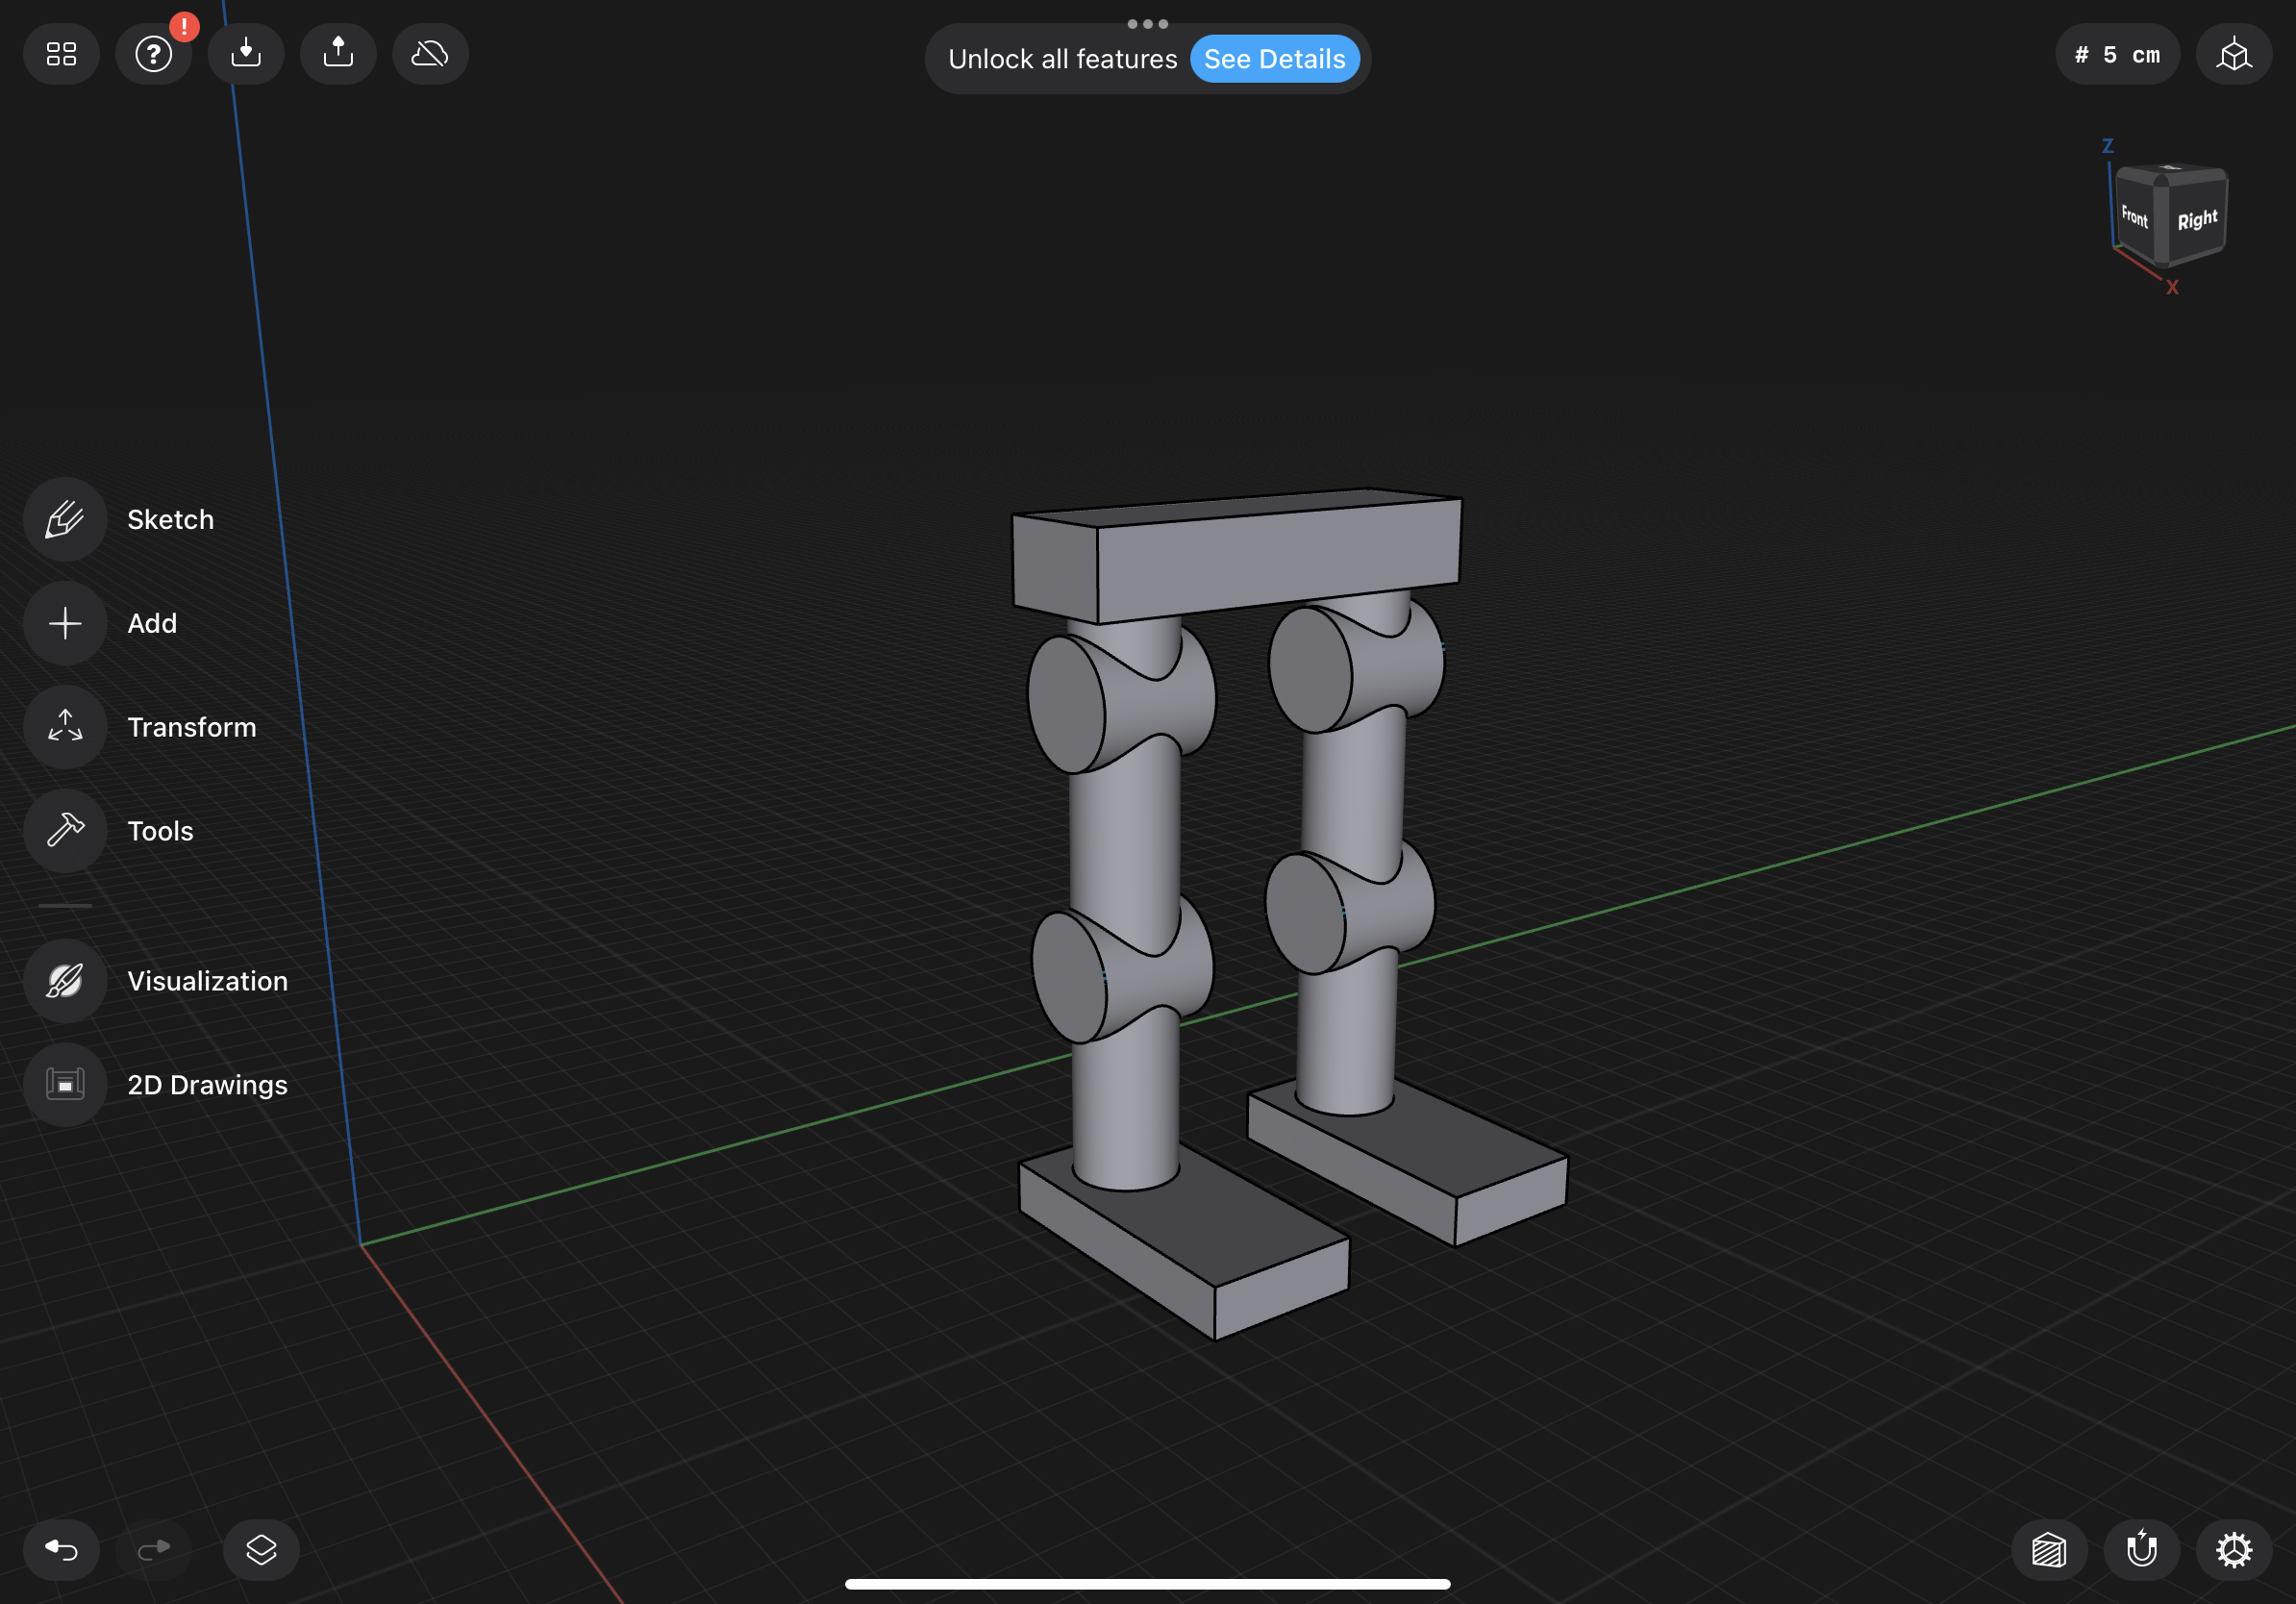 ?
!
Unlock all features See Details
# 5 cm
Z
Front
Right
X
Sketch
Add
Transform
Tools
Visualization
2D Drawings